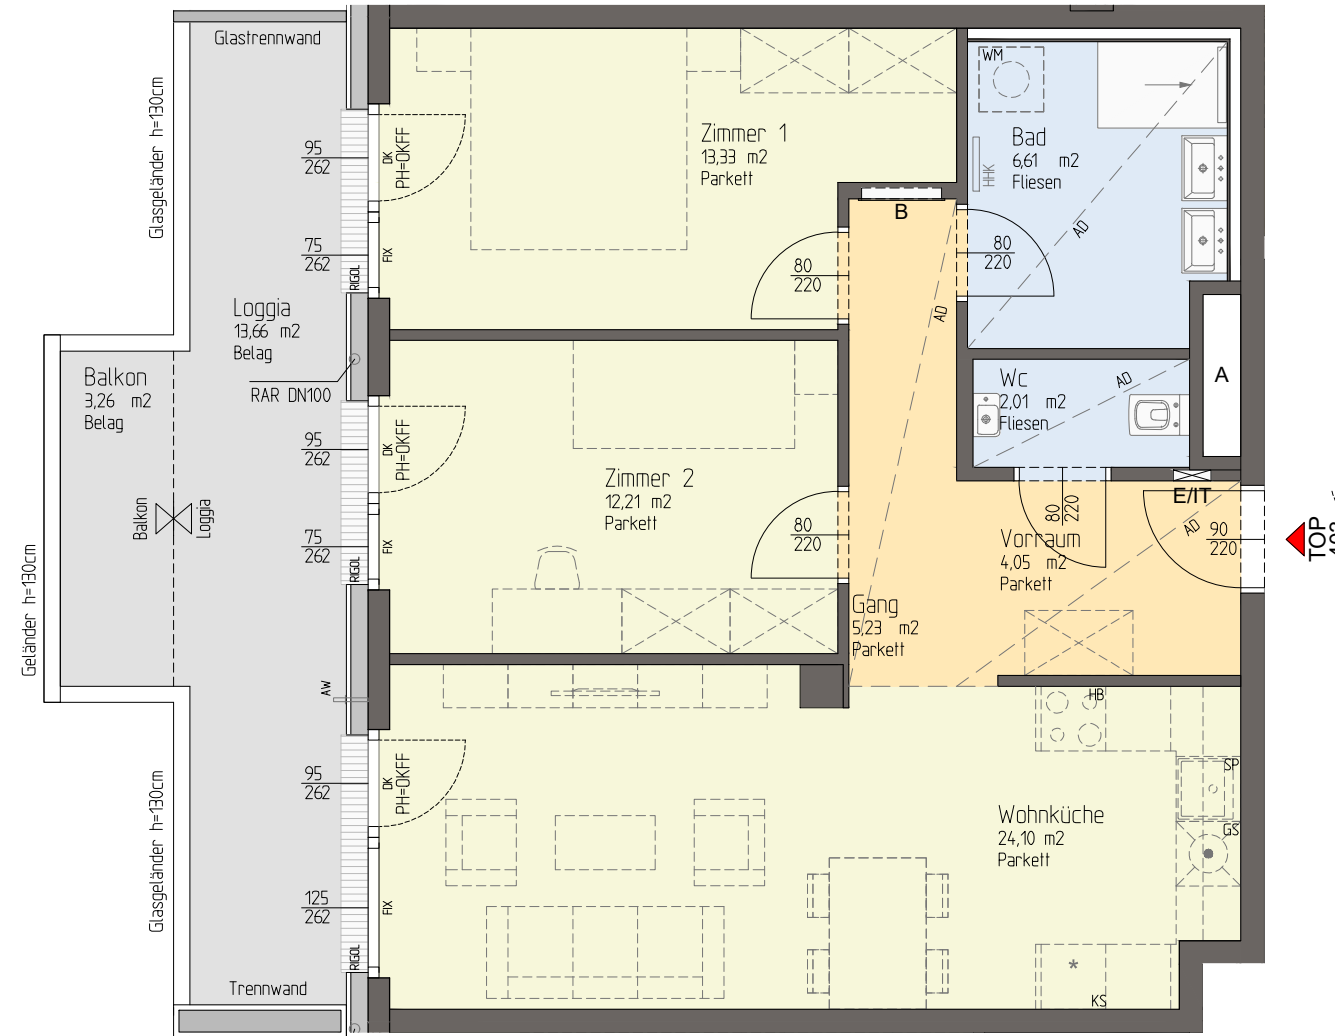 Glastrennwand
Glasgeländer h=130cm
95
262
DK
PH=OKFF
75
262
FIX
RIGOL
Zimmer 1
13,33 m2
Parkett
WM
Bad
6,61 m2
Fliesen
HHK
AD
B
80
220
80
220
AD
Loggia
13,66 m2
Belag
RAR DN100
Balkon
3,26 m2
Belag
Wc
2,01 m2
Fliesen
AD
A
95
262
DK
PH=OKFF
75
262
FIX
RIGOL
Balkon
Loggia
Geländer h=130cm
Zimmer 2
12,21 m2
Parkett
80
220
E/IT
80
220
AD
90
220
TOP
Vorraum
4,05 m2
Parkett
Gang
5,23 m2
Parkett
AW
HB
SP
GS
95
262
DK
PH=OKFF
Wohnküche
24,10 m2
Parkett
Glasgeländer h=130cm
125
262
FIX
RIGOL
*
KS
Trennwand